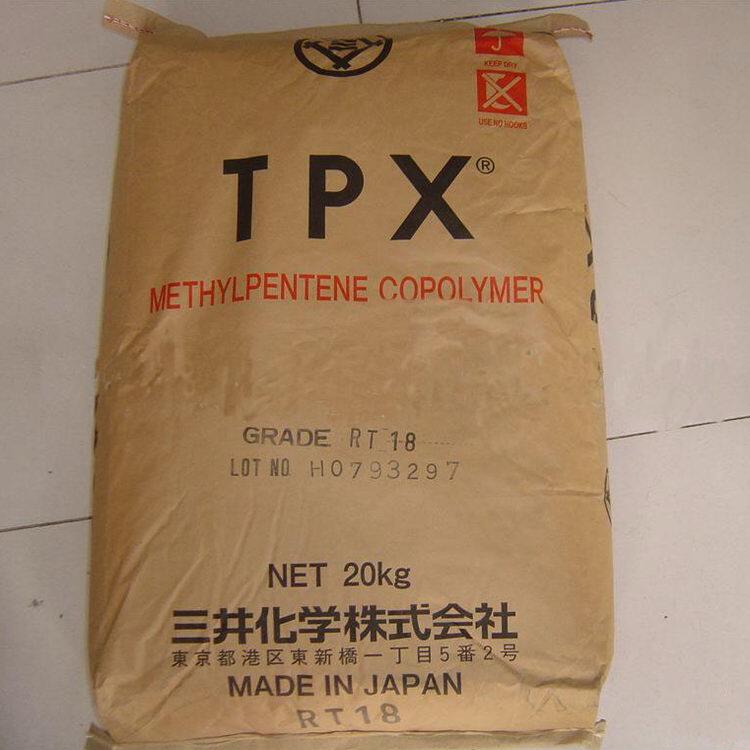 KEEP DRY
USE NO HOOKS
TPX®
METHYLPENTENE COPOLYMER
GRADE RT 18
LOT NO. H0793297
NET 20kg
三井化学株式会社
東京都港区東新橋一丁目5番2号
MADE IN JAPAN
RT18